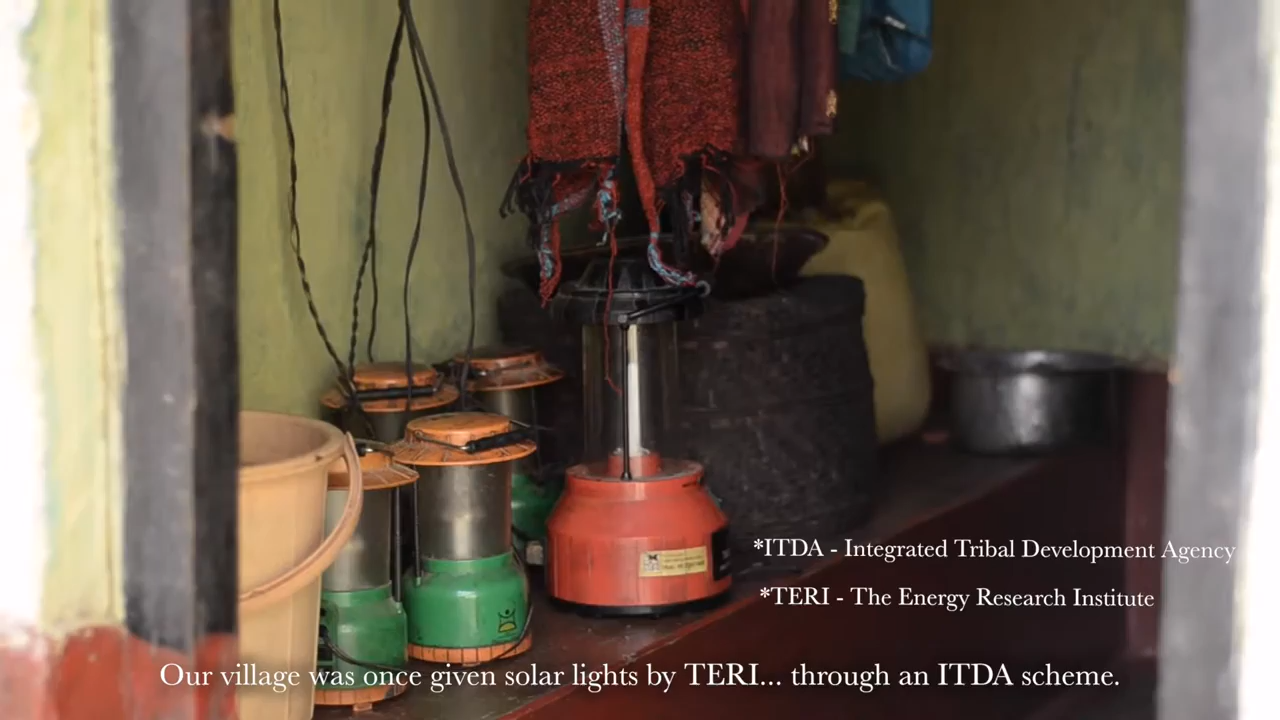 *ITDA - Integrated Tribal Development Agency
*TERI - The Energy Research Institute
Our village was once given solar lights by TERI... through an ITDA scheme.